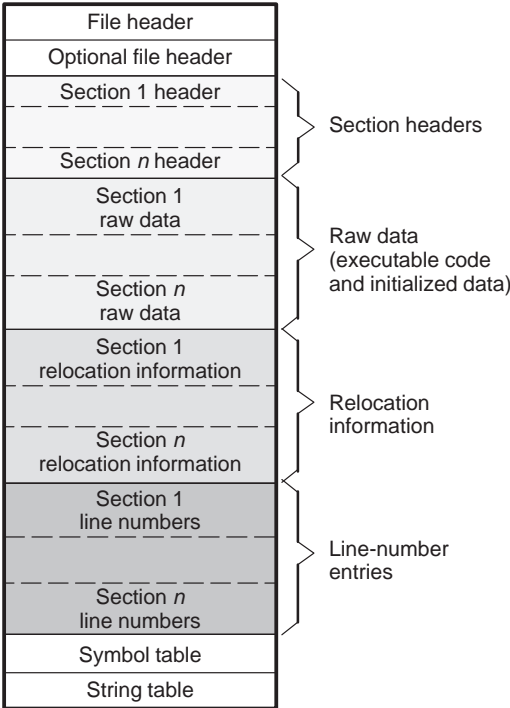 File header
Optional file header
Section 1 header
Section n header
Section headers
Section 1
raw data
Section n
raw data
Raw data
(executable code
and initialized data)
Section 1
relocation information
Section n
relocation information
Relocation
information
Section 1
line numbers
Section n
line numbers
Line-number
entries
Symbol table
String table